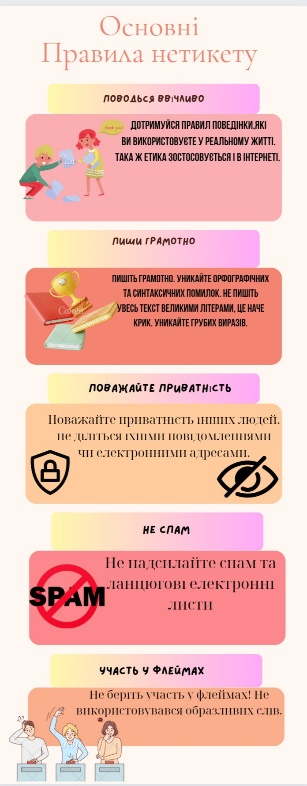 Основні
Правила нетикету
ПОВОДЬСЯ ВВІЧЛИВО
ДОТРИМУЙСЯ ПРАВИЛ ПОВЕДІНКИ,ЯКІ
ВИ ВИКОРИСТОВУЄТЕ У РЕАЛЬНОМУ ЖИТТІ.
ТАКА Ж ЕТИКА ЗОСТОСОВУЄТЬСЯ І В ІНТЕРНЕТІ.
ПИШИ ГРАМОТНО
ПИШІТЬ ГРАМОТНО. УНИКАЙТЕ ОРФОГРАФІЧНИХ
ТА СИНТАКСИЧНИХ ПОМИЛОК. НЕ ПИШІТЬ
УВЕСЬ ТЕКСТ ВЕЛИКИМИ ЛІТЕРАМИ, ЦЕ НАЧЕ
КРИК. УНИКАЙТЕ ГРУБИХ ВИРАЗІВ.
ПОВАЖАЙТЕ ПРИВАТНІСТЬ
Поважайте приватність інших людей.
не діліться їхніми повідомленнями
чи електронними адресами.
НЕ СПАМ
Не надсилайте спам та
ланцюгові електронні
листи
SPAM
УЧАСТЬ У ФЛЕЙМАХ
Не беріть участь у флеймах! Не
використовувався образливих слів.